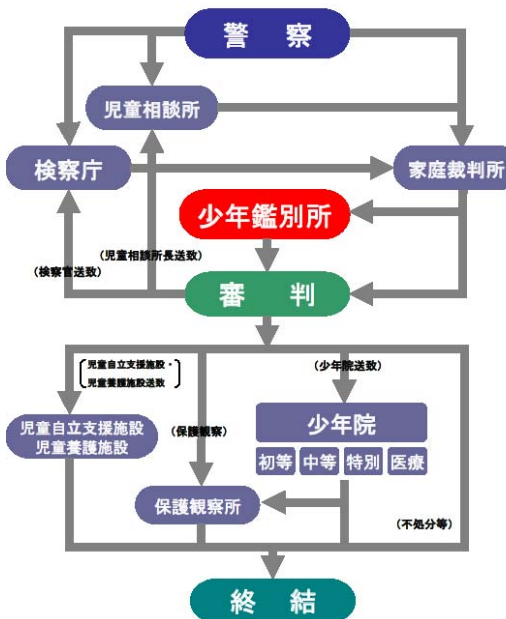 警　察
児童相談所
検察庁
家庭裁判所
少年鑑別所
(児童相談所長送致)
(検察官送致)
審　判
児童自立支援施設・
児童養護施設送致
(少年院送致)
児童自立支援施設
児童養護施設
(保護観察)
少年院
初等 中等 特別 医療
保護観察所
(不処分等)
終　結